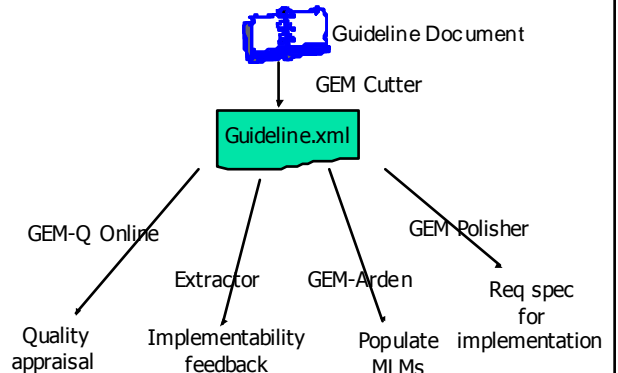 Guideline Document
GEM Cutter
Guideline.xml
GEM-Q Online
GEM Polisher
Extractor
GEM-Arden
Req spec
for
implementation
Quality
appraisal
Implementability
feedback
Populate
MLMs